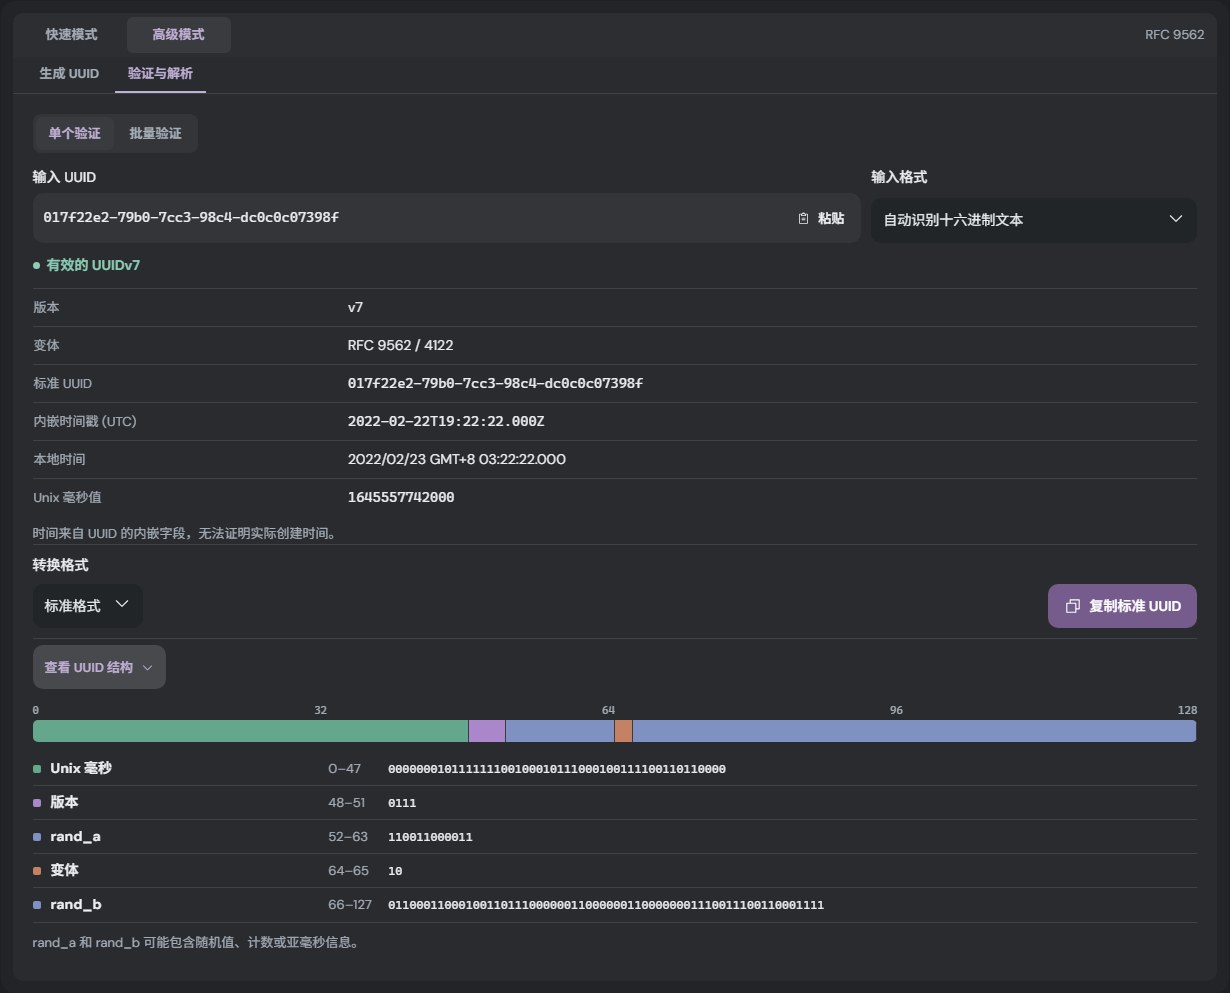 快速模式 高级模式 RFC 9562
生成 UUID 验证与解析
单个验证 批量验证
输入 UUID 输入格式
017f22e2-79b0-7cc3-98c4-dc0c0c07398f 粘贴 自动识别十六进制文本
有效的 UUIDv7
版本 v7
变体 RFC 9562 / 4122
标准 UUID 017f22e2-79b0-7cc3-98c4-dc0c0c07398f
内嵌时间戳 (UTC) 2022-02-22T19:22:22.000Z
本地时间 2022/02/23 GMT+8 03:22:22.000
Unix 毫秒值 1645557742000
时间来自 UUID 的内嵌字段，无法证明实际创建时间。
转换格式
标准格式 复制标准 UUID
查看 UUID 结构
0 32 64 96 128
Unix 毫秒 0–47 000000010111111100100010111000100111100110110000
版本 48–51 0111
rand_a 52–63 110011000011
变体 64–65 10
rand_b 66–127 01100011000100110111000000110000001100000001110011100110001111
rand_a 和 rand_b 可能包含随机值、计数或亚毫秒信息。